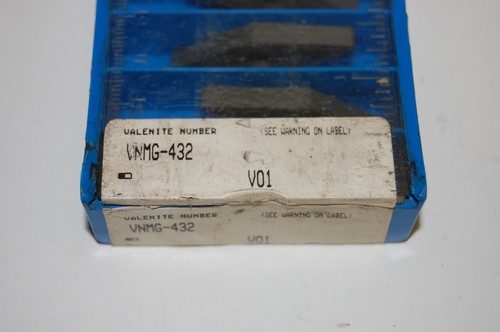 VALENITE NUMBER (SEE WARNING ON LABEL)
VNMG-432
V01
VALENITE NUMBER (SEE WARNING ON LABEL)
VNMG-432
V01